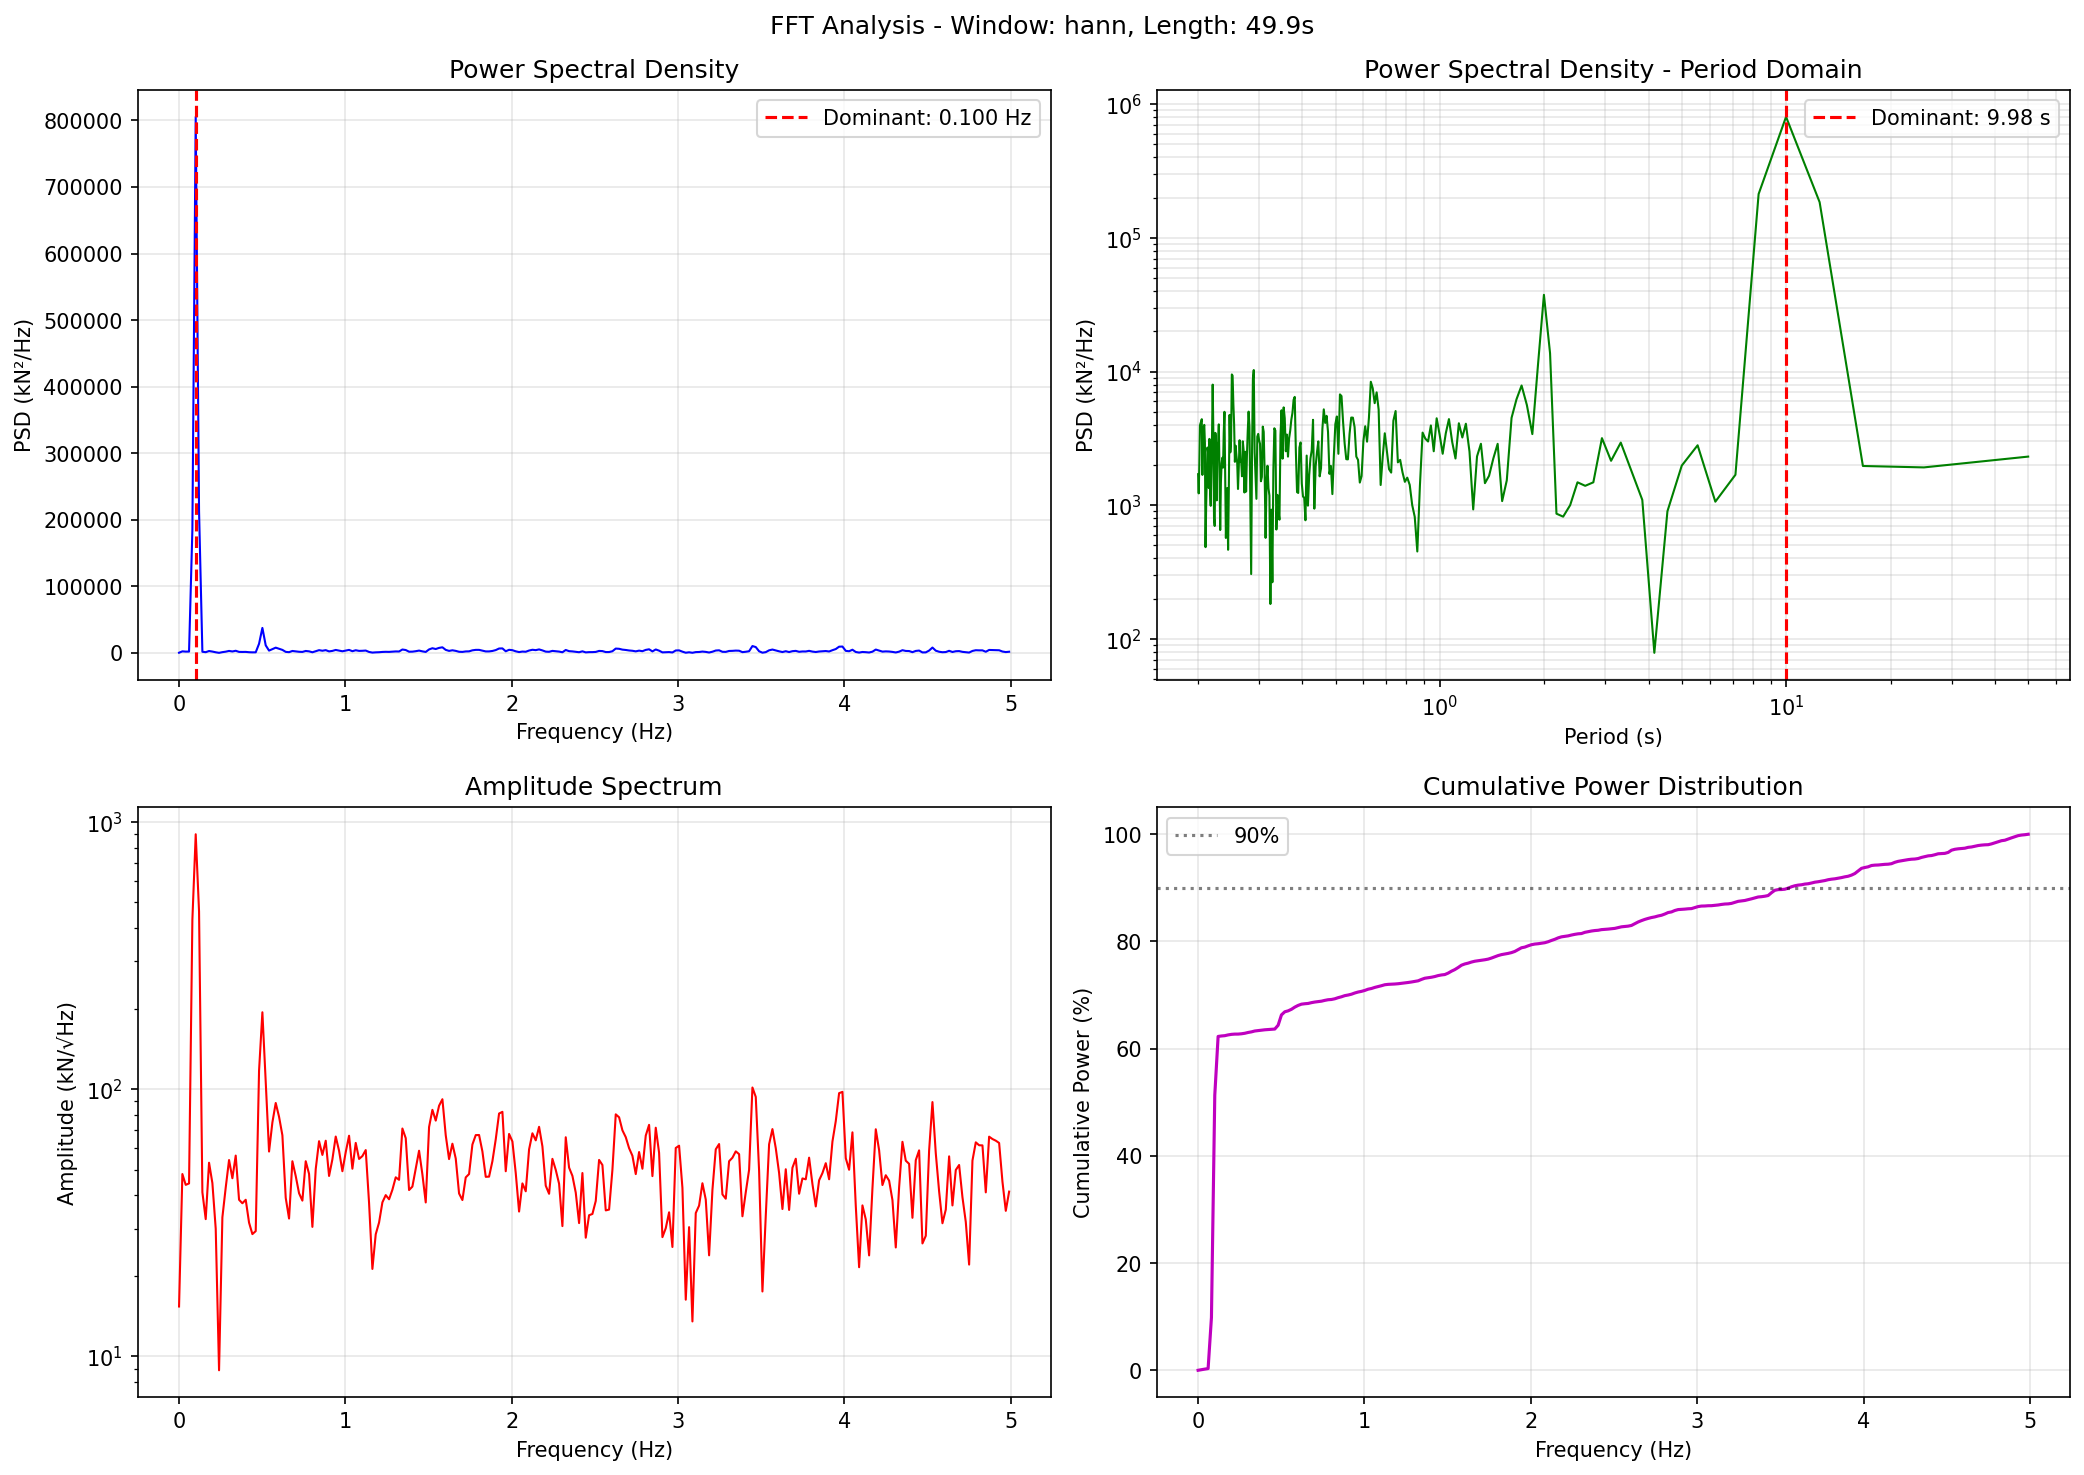 FFT Analysis - Window: hann, Length: 49.9s
Power Spectral Density
Dominant: 0.100 Hz
PSD (kN²/Hz)
800000
700000
600000
500000
400000
300000
200000
100000
0
0 1 2 3 4 5
Frequency (Hz)
Power Spectral Density - Period Domain
Dominant: 9.98 s
PSD (kN²/Hz)
10⁶
10⁵
10⁴
10³
10²
10⁰ 10¹
Period (s)
Amplitude Spectrum
Amplitude (kN/√Hz)
10³
10²
10¹
0 1 2 3 4 5
Frequency (Hz)
Cumulative Power Distribution
90%
Cumulative Power (%)
100
80
60
40
20
0
0 1 2 3 4 5
Frequency (Hz)